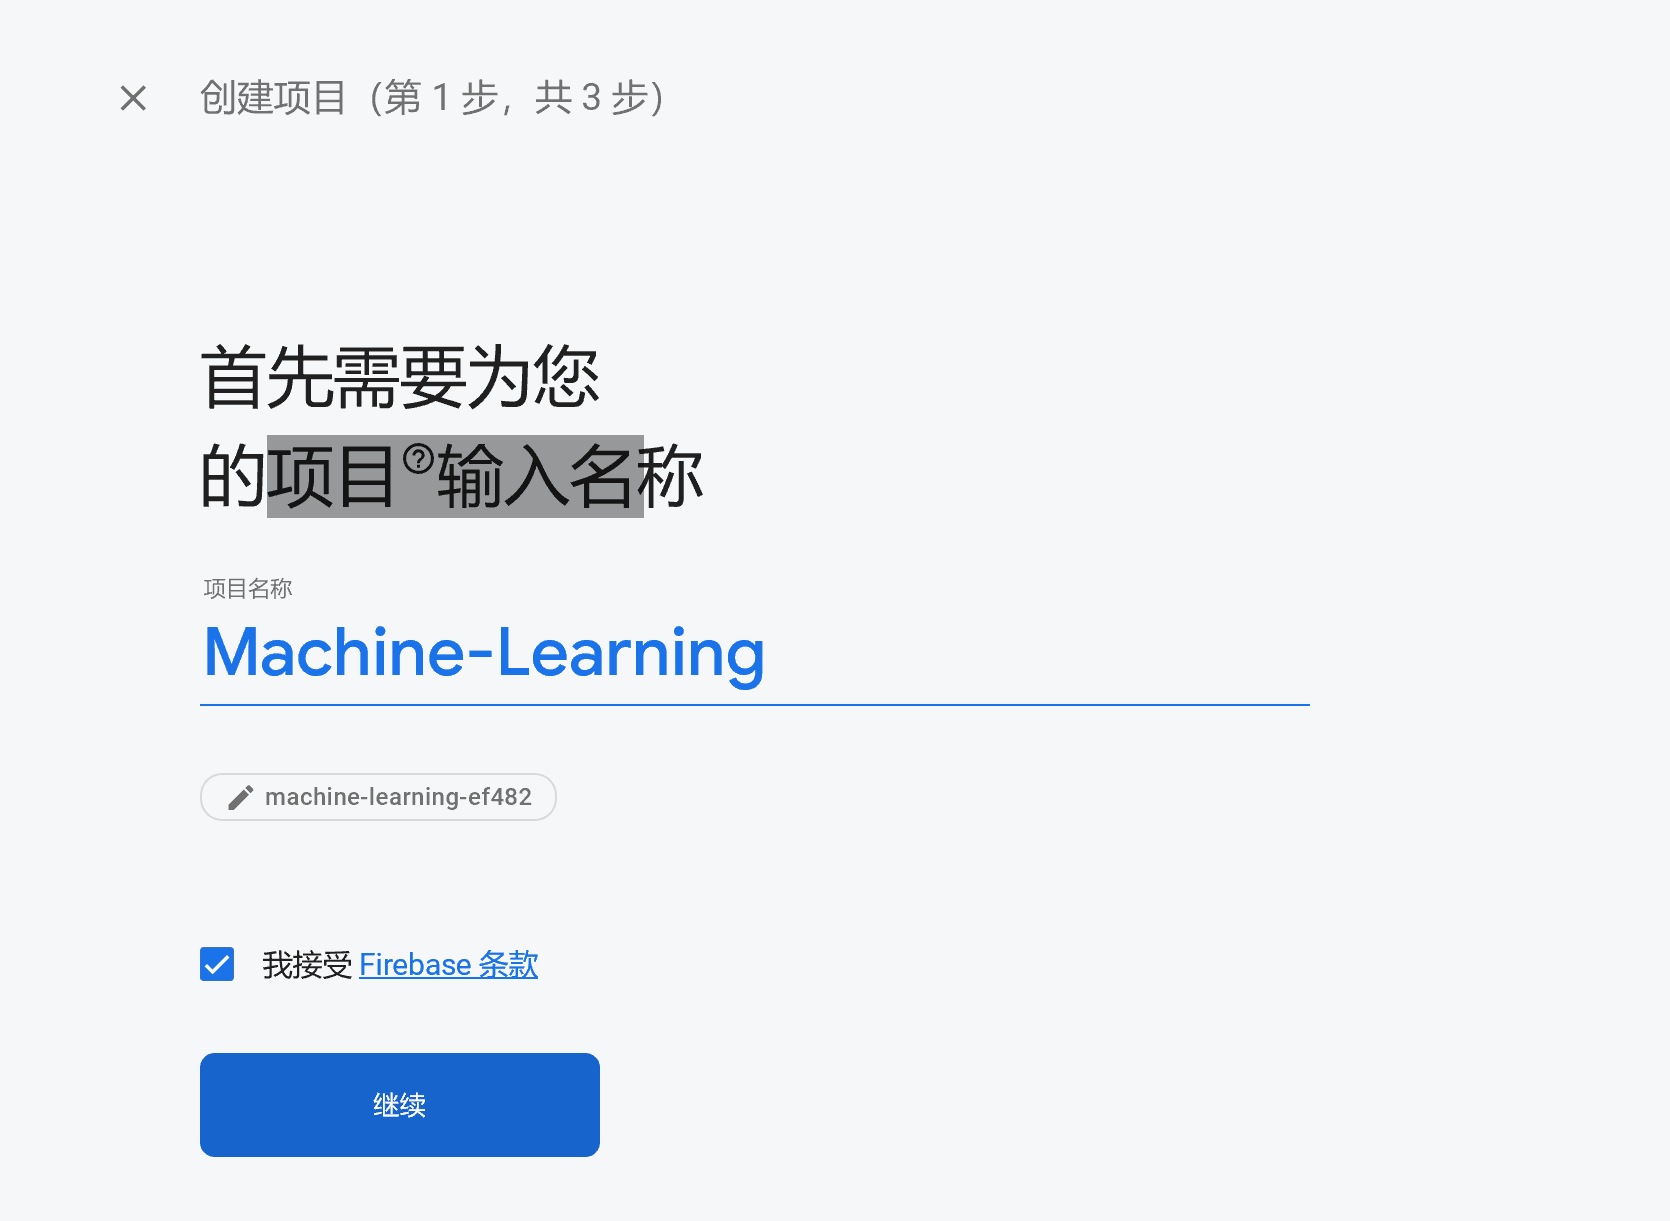 创建项目（第 1 步，共 3 步）
首先需要为您
的项目?输入名称
项目名称
Machine-Learning
machine-learning-ef482
我接受 Firebase 条款
继续